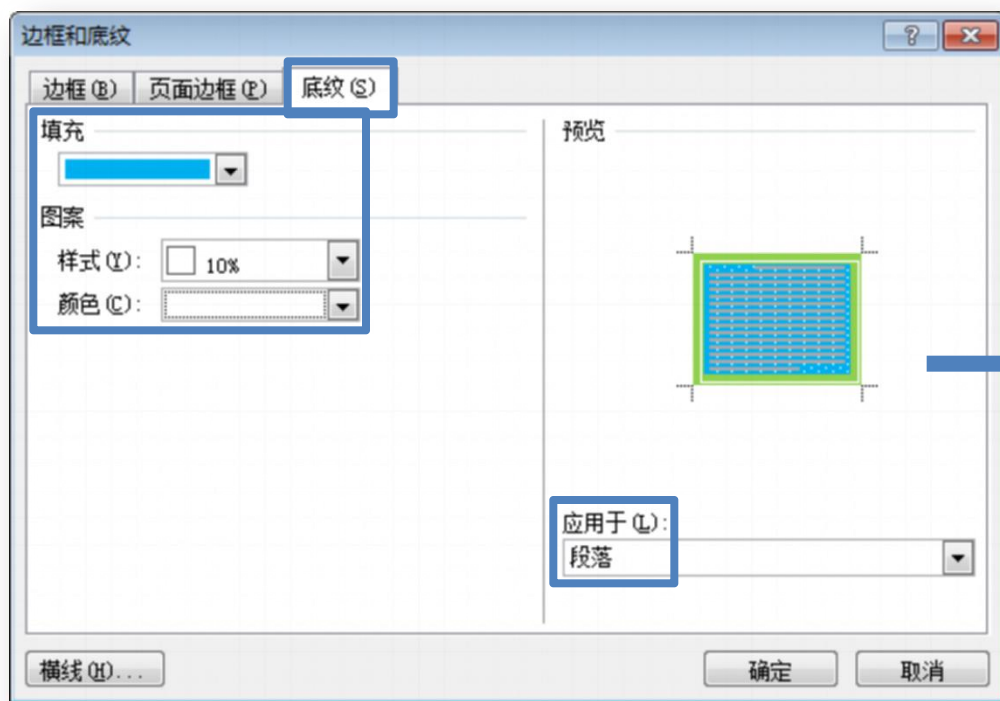 边框和底纹
边框(B) 页面边框(P) 底纹(S)
填充
图案
样式(Y): 10%
颜色(C):
预览
应用于(L):
段落
横线(H)... 确定 取消